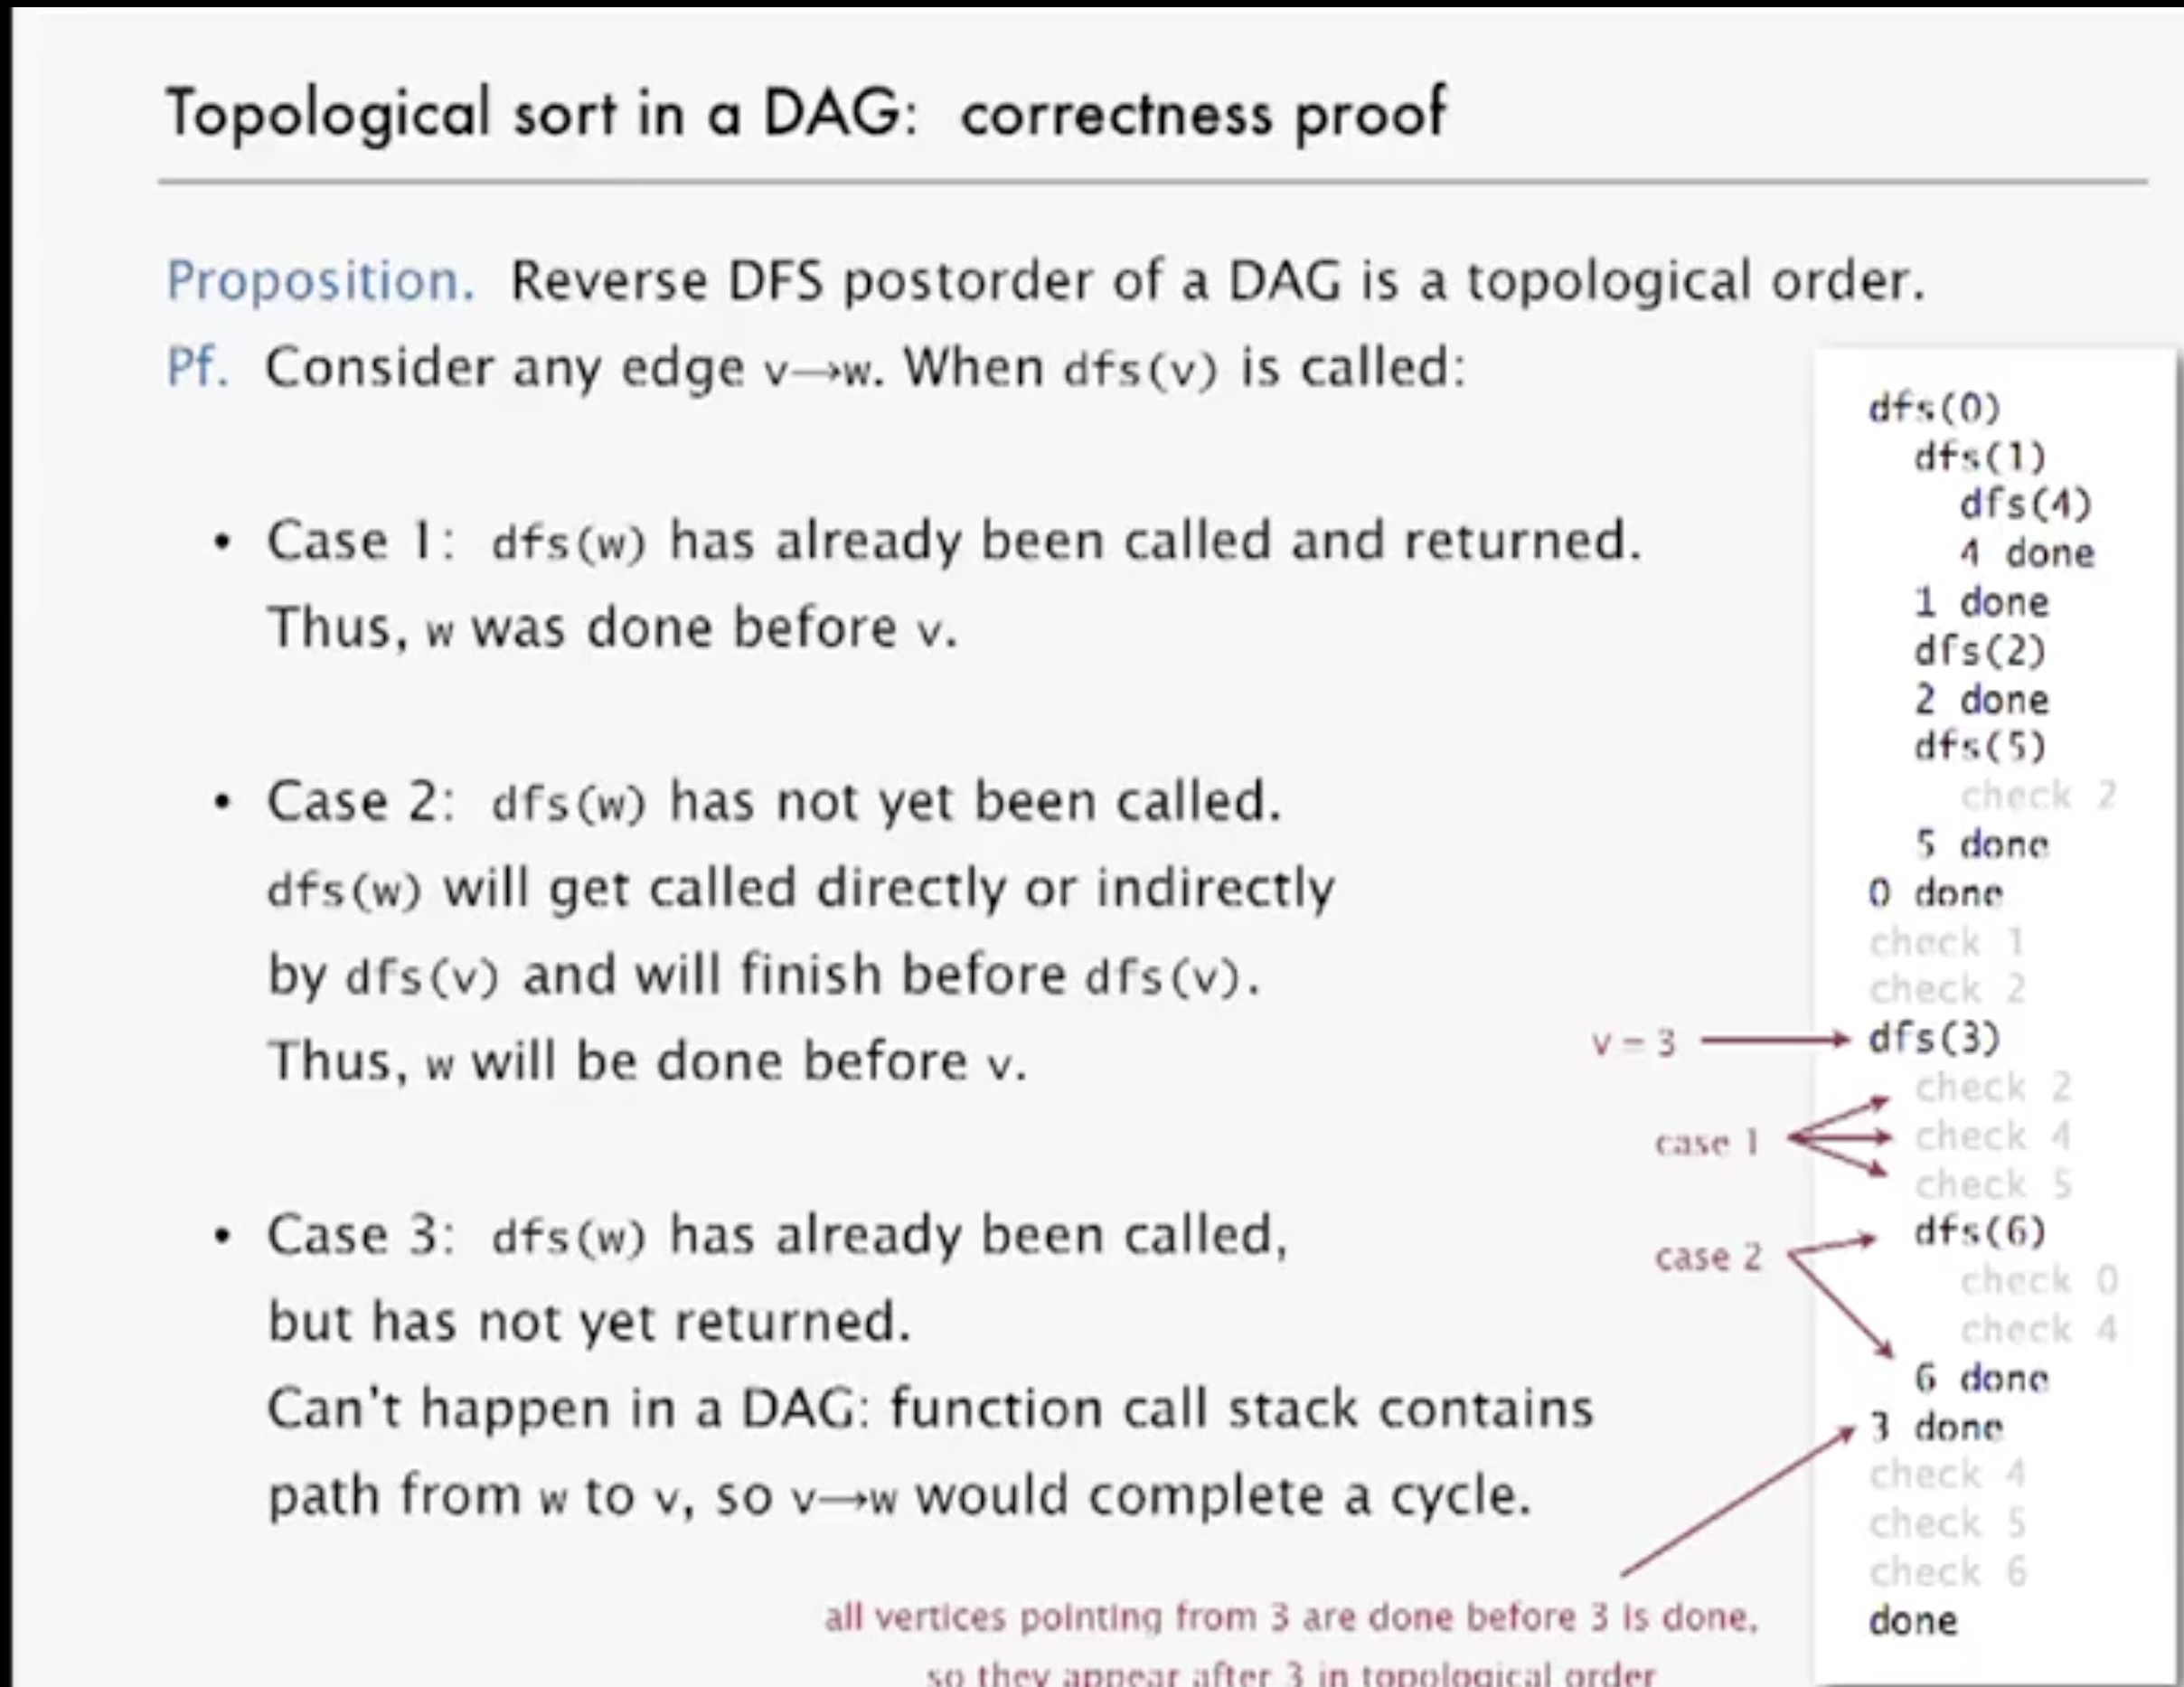 Topological sort in a DAG: correctness proof
Proposition. Reverse DFS postorder of a DAG is a topological order.
Pf. Consider any edge v→w. When dfs(v) is called:
• Case 1: dfs(w) has already been called and returned.
Thus, w was done before v.
• Case 2: dfs(w) has not yet been called.
dfs(w) will get called directly or indirectly
by dfs(v) and will finish before dfs(v).
Thus, w will be done before v.
• Case 3: dfs(w) has already been called,
but has not yet returned.
Can't happen in a DAG: function call stack contains
path from w to v, so v→w would complete a cycle.
all vertices pointing from 3 are done before 3 is done,
so they appear after 3 in topological order
v = 3
case 1
case 2
dfs(0)
dfs(1)
dfs(4)
4 done
1 done
dfs(2)
2 done
dfs(5)
check 2
5 done
0 done
check 1
check 2
dfs(3)
check 2
check 4
check 5
dfs(6)
check 0
check 4
6 done
3 done
check 4
check 5
check 6
done